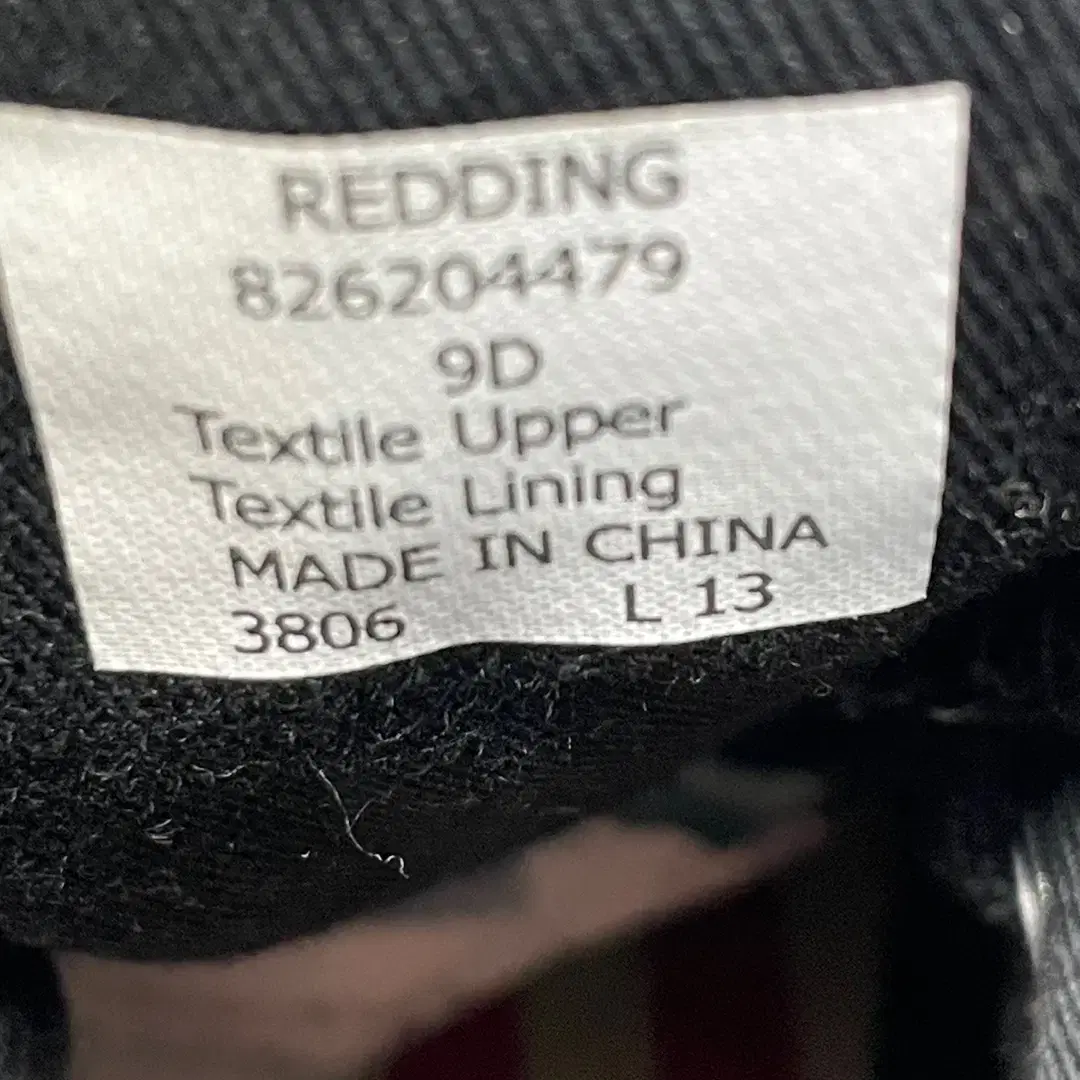 REDDING
826204479
9D
Textile Upper
Textile Lining
MADE IN CHINA
3806 L 13